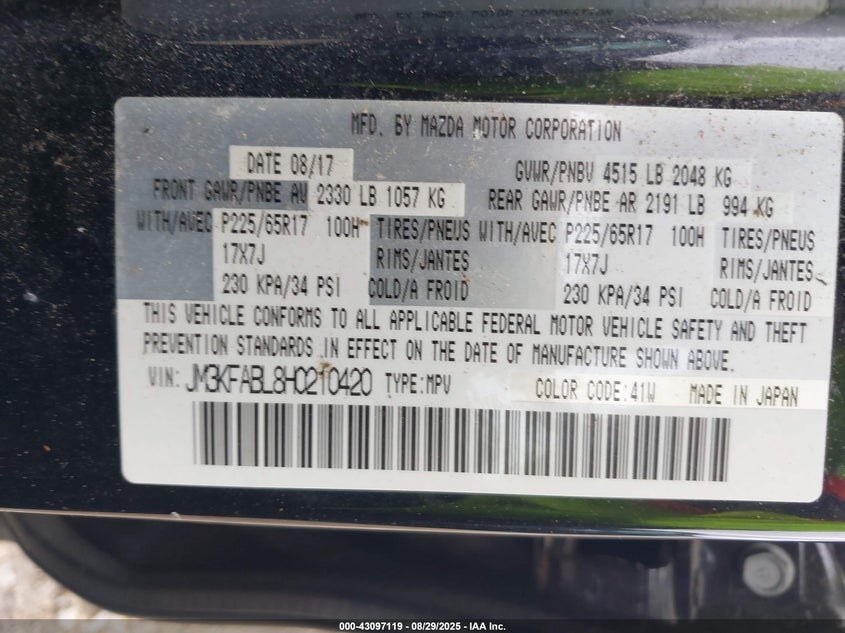 MFD. BY MAZDA MOTOR CORPORATION
MFD. BY MAZDA MOTOR CORPORATION
DATE 08/17 GVWR/PNBV 4515 LB 2048 KG
FRONT GAWR/PNBE AV 2330 LB 1057 KG REAR GAWR/PNBE AR 2191 LB 994 KG
WITH/AVEC P225/65R17 100H TIRES/PNEUS WITH/AVEC P225/65R17 100H TIRES/PNEUS
17X7J RIMS/JANTES 17X7J RIMS/JANTES
230 KPA/34 PSI COLD/A FROID 230 KPA/34 PSI COLD/A FROID
THIS VEHICLE CONFORMS TO ALL APPLICABLE FEDERAL MOTOR VEHICLE SAFETY AND THEFT
PREVENTION STANDARDS IN EFFECT ON THE DATE OF MANUFACTURE SHOWN ABOVE.
VIN: JM3KFABL8H0210420 TYPE:MPV COLOR CODE:41W MADE IN JAPAN
000-43097119 - 08/29/2025 - IAA Inc.